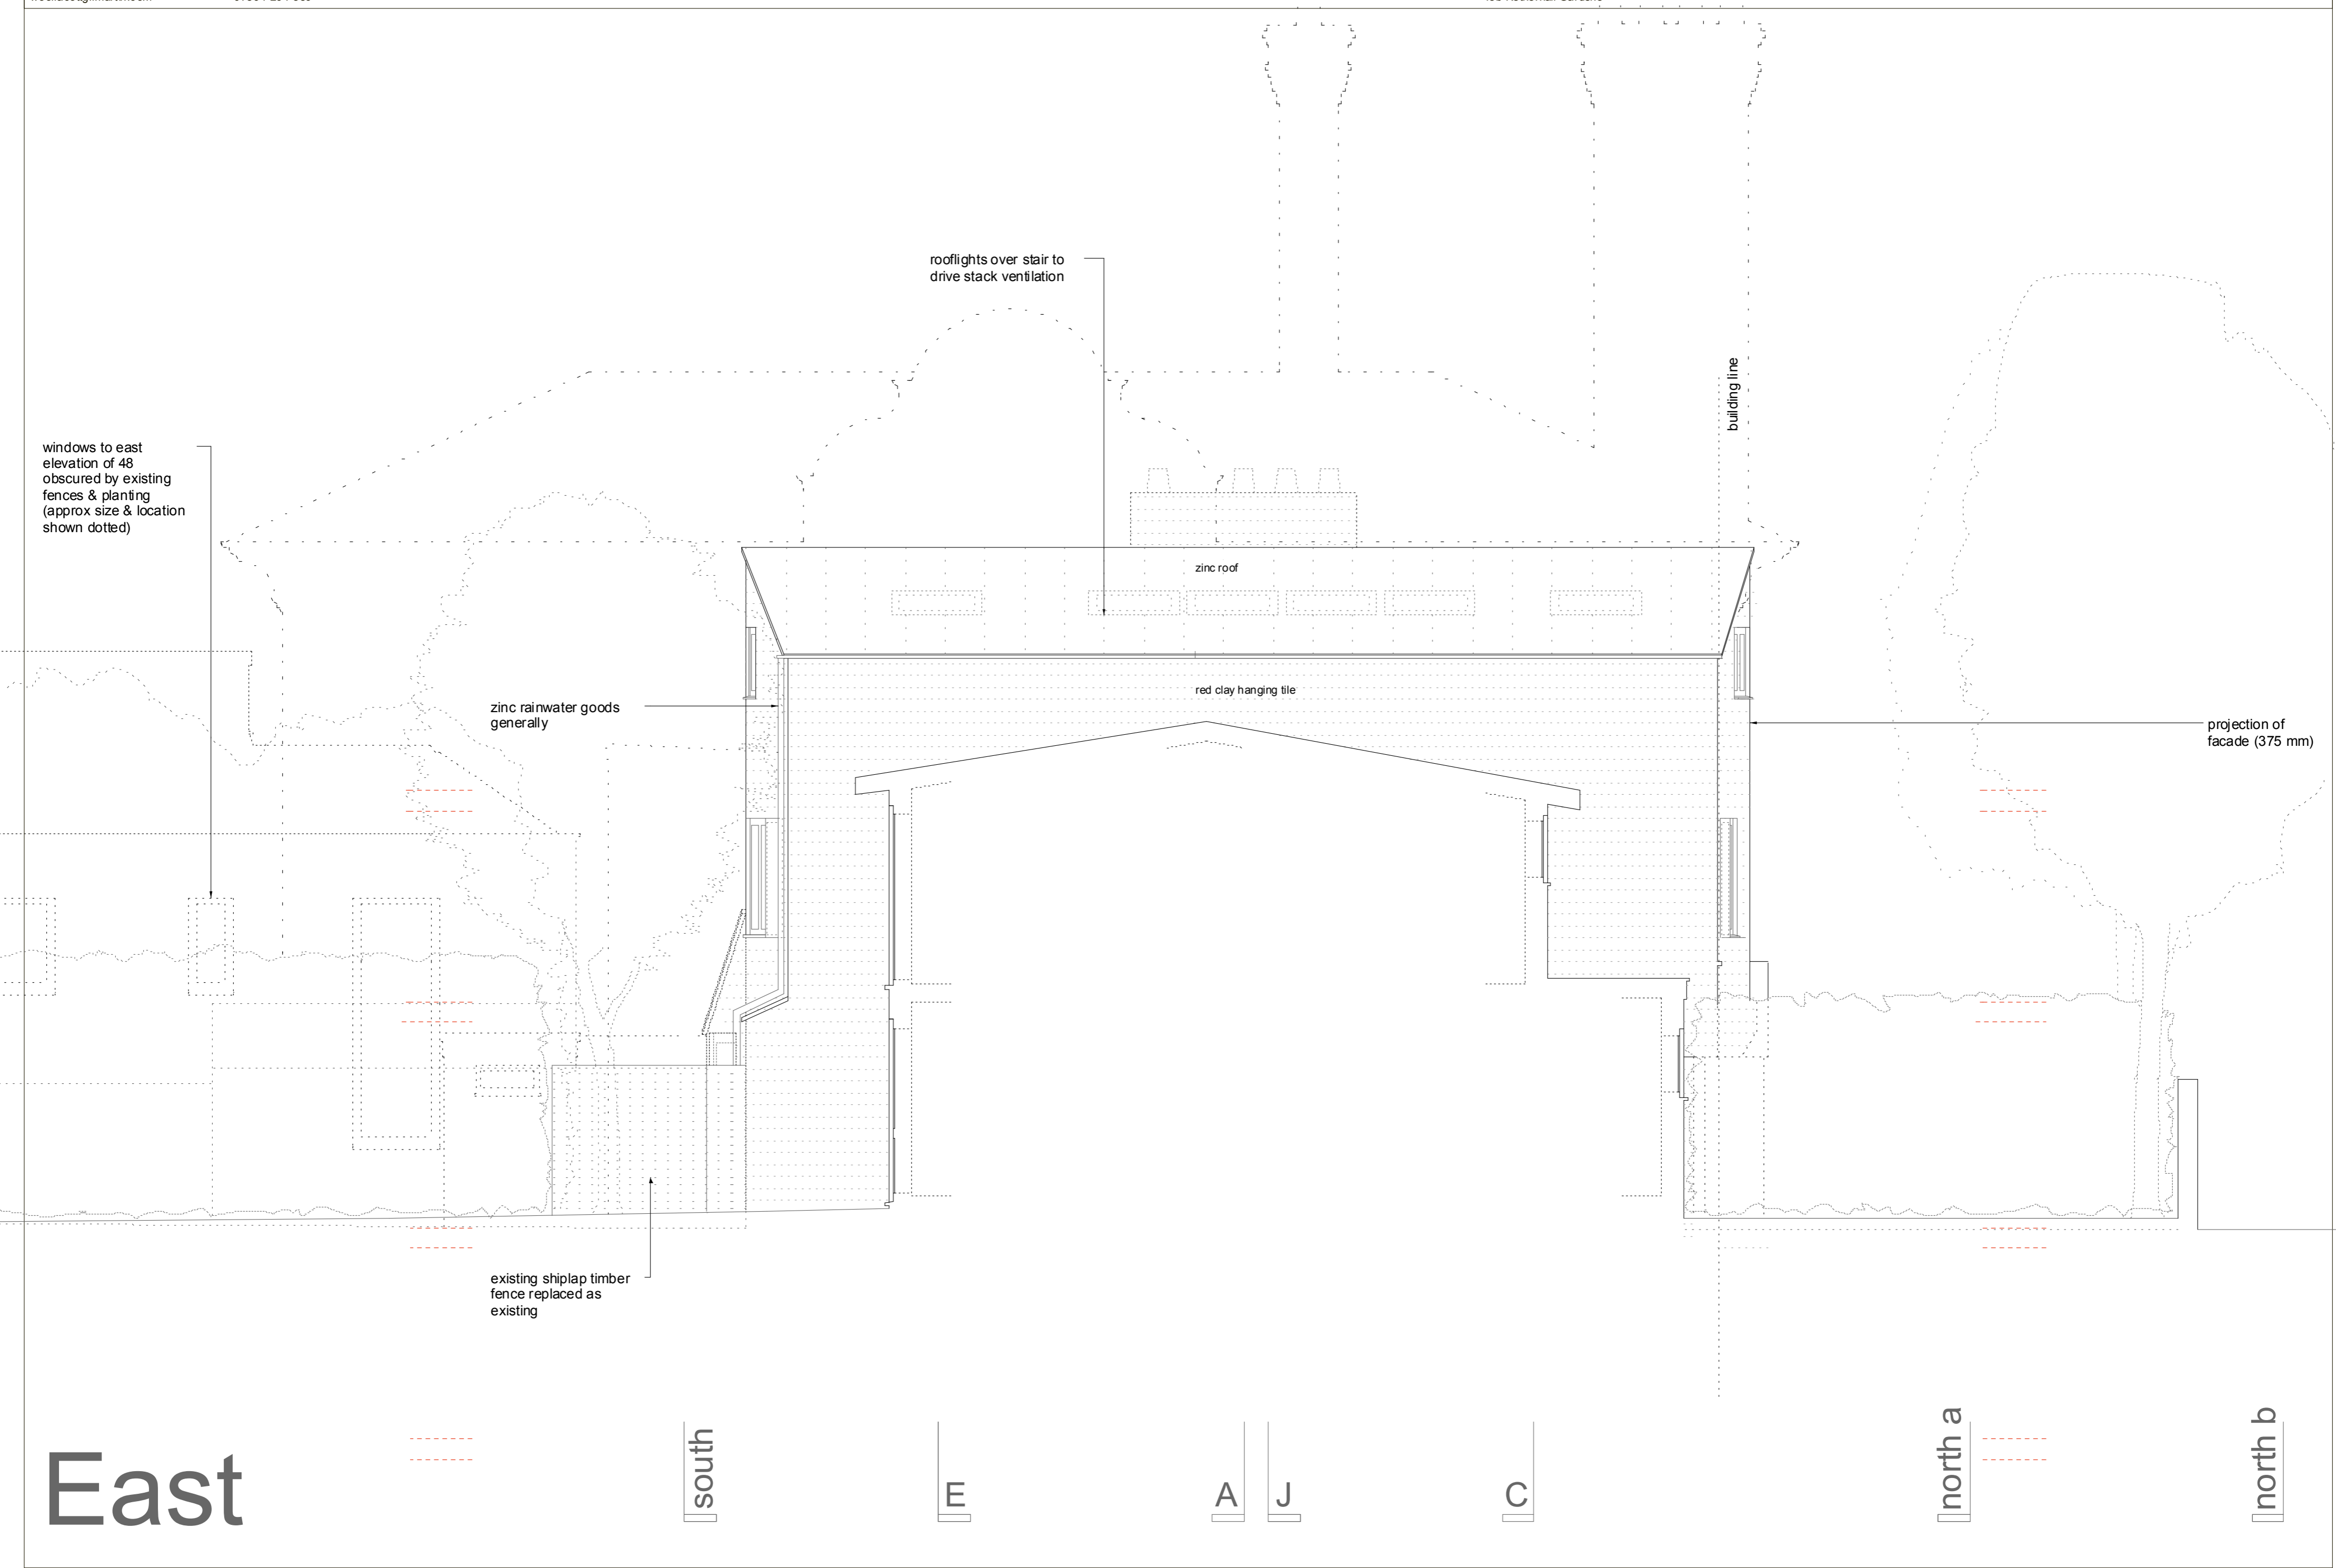 rooflights over stair to
drive stack ventilation
building line
windows to east
elevation of 48
obscured by existing
fences & planting
(approx size & location
shown dotted)
zinc roof
red clay hanging tile
zinc rainwater goods
generally
projection of
facade (375 mm)
existing shiplap timber
fence replaced as
existing
East
south
E
A
J
C
north a
north b